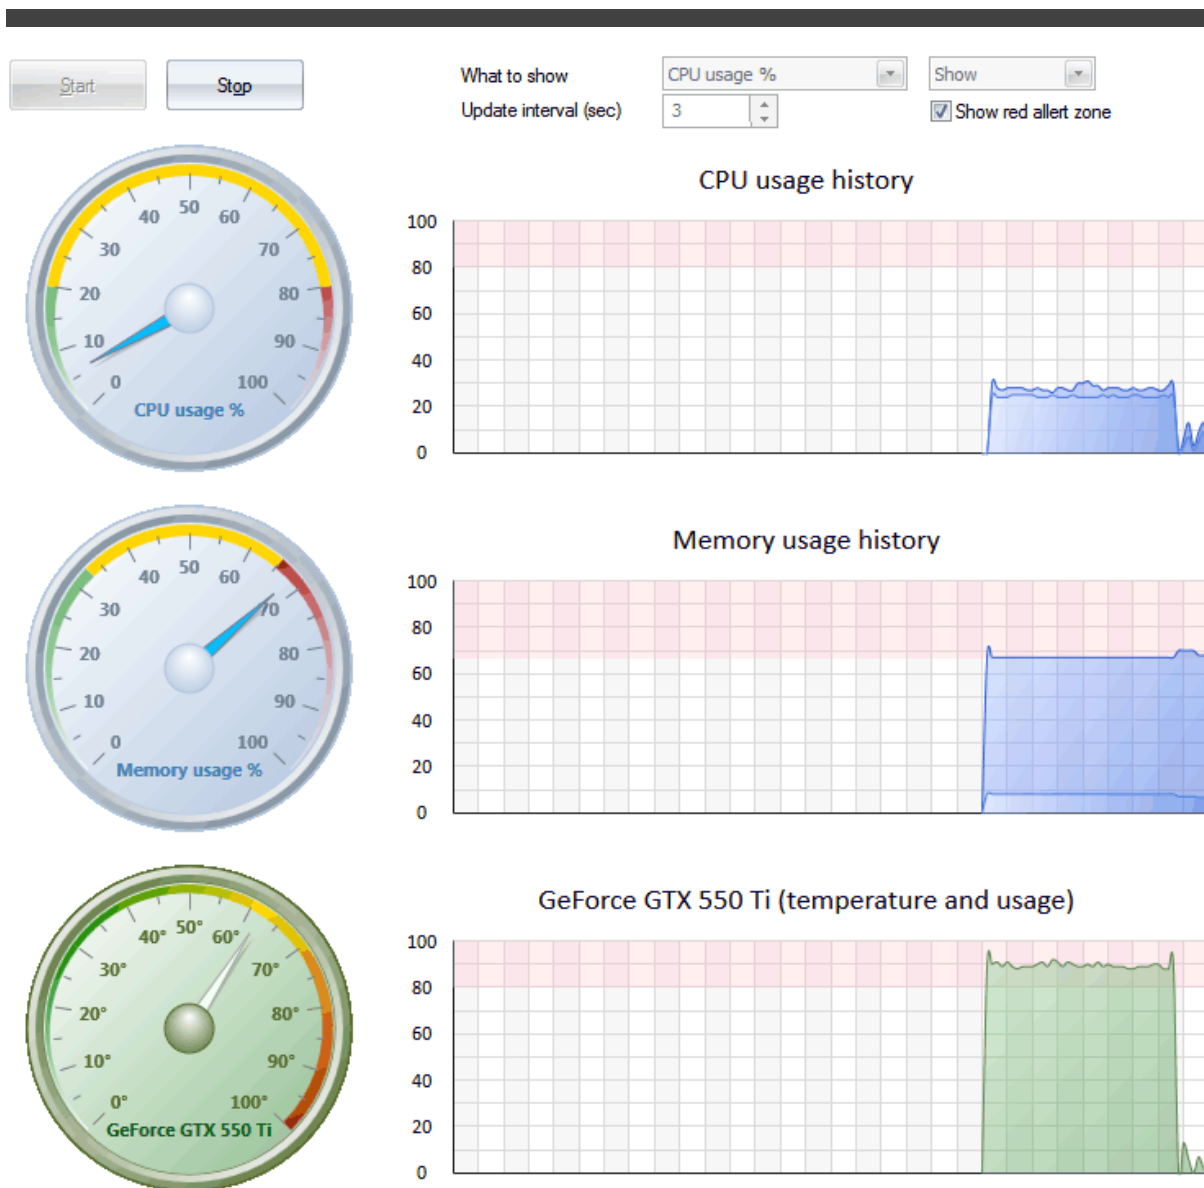 Start Stop What to show CPU usage % Show
Update interval (sec) 3 Show red allert zone
CPU usage history
0 10 20 30 40 50 60 70 80 90 100
CPU usage %
100
80
60
40
20
0
Memory usage history
0 10 20 30 40 50 60 70 80 90 100
Memory usage %
100
80
60
40
20
0
GeForce GTX 550 Ti (temperature and usage)
0° 10° 20° 30° 40° 50° 60° 70° 80° 90° 100°
GeForce GTX 550 Ti
100
80
60
40
20
0